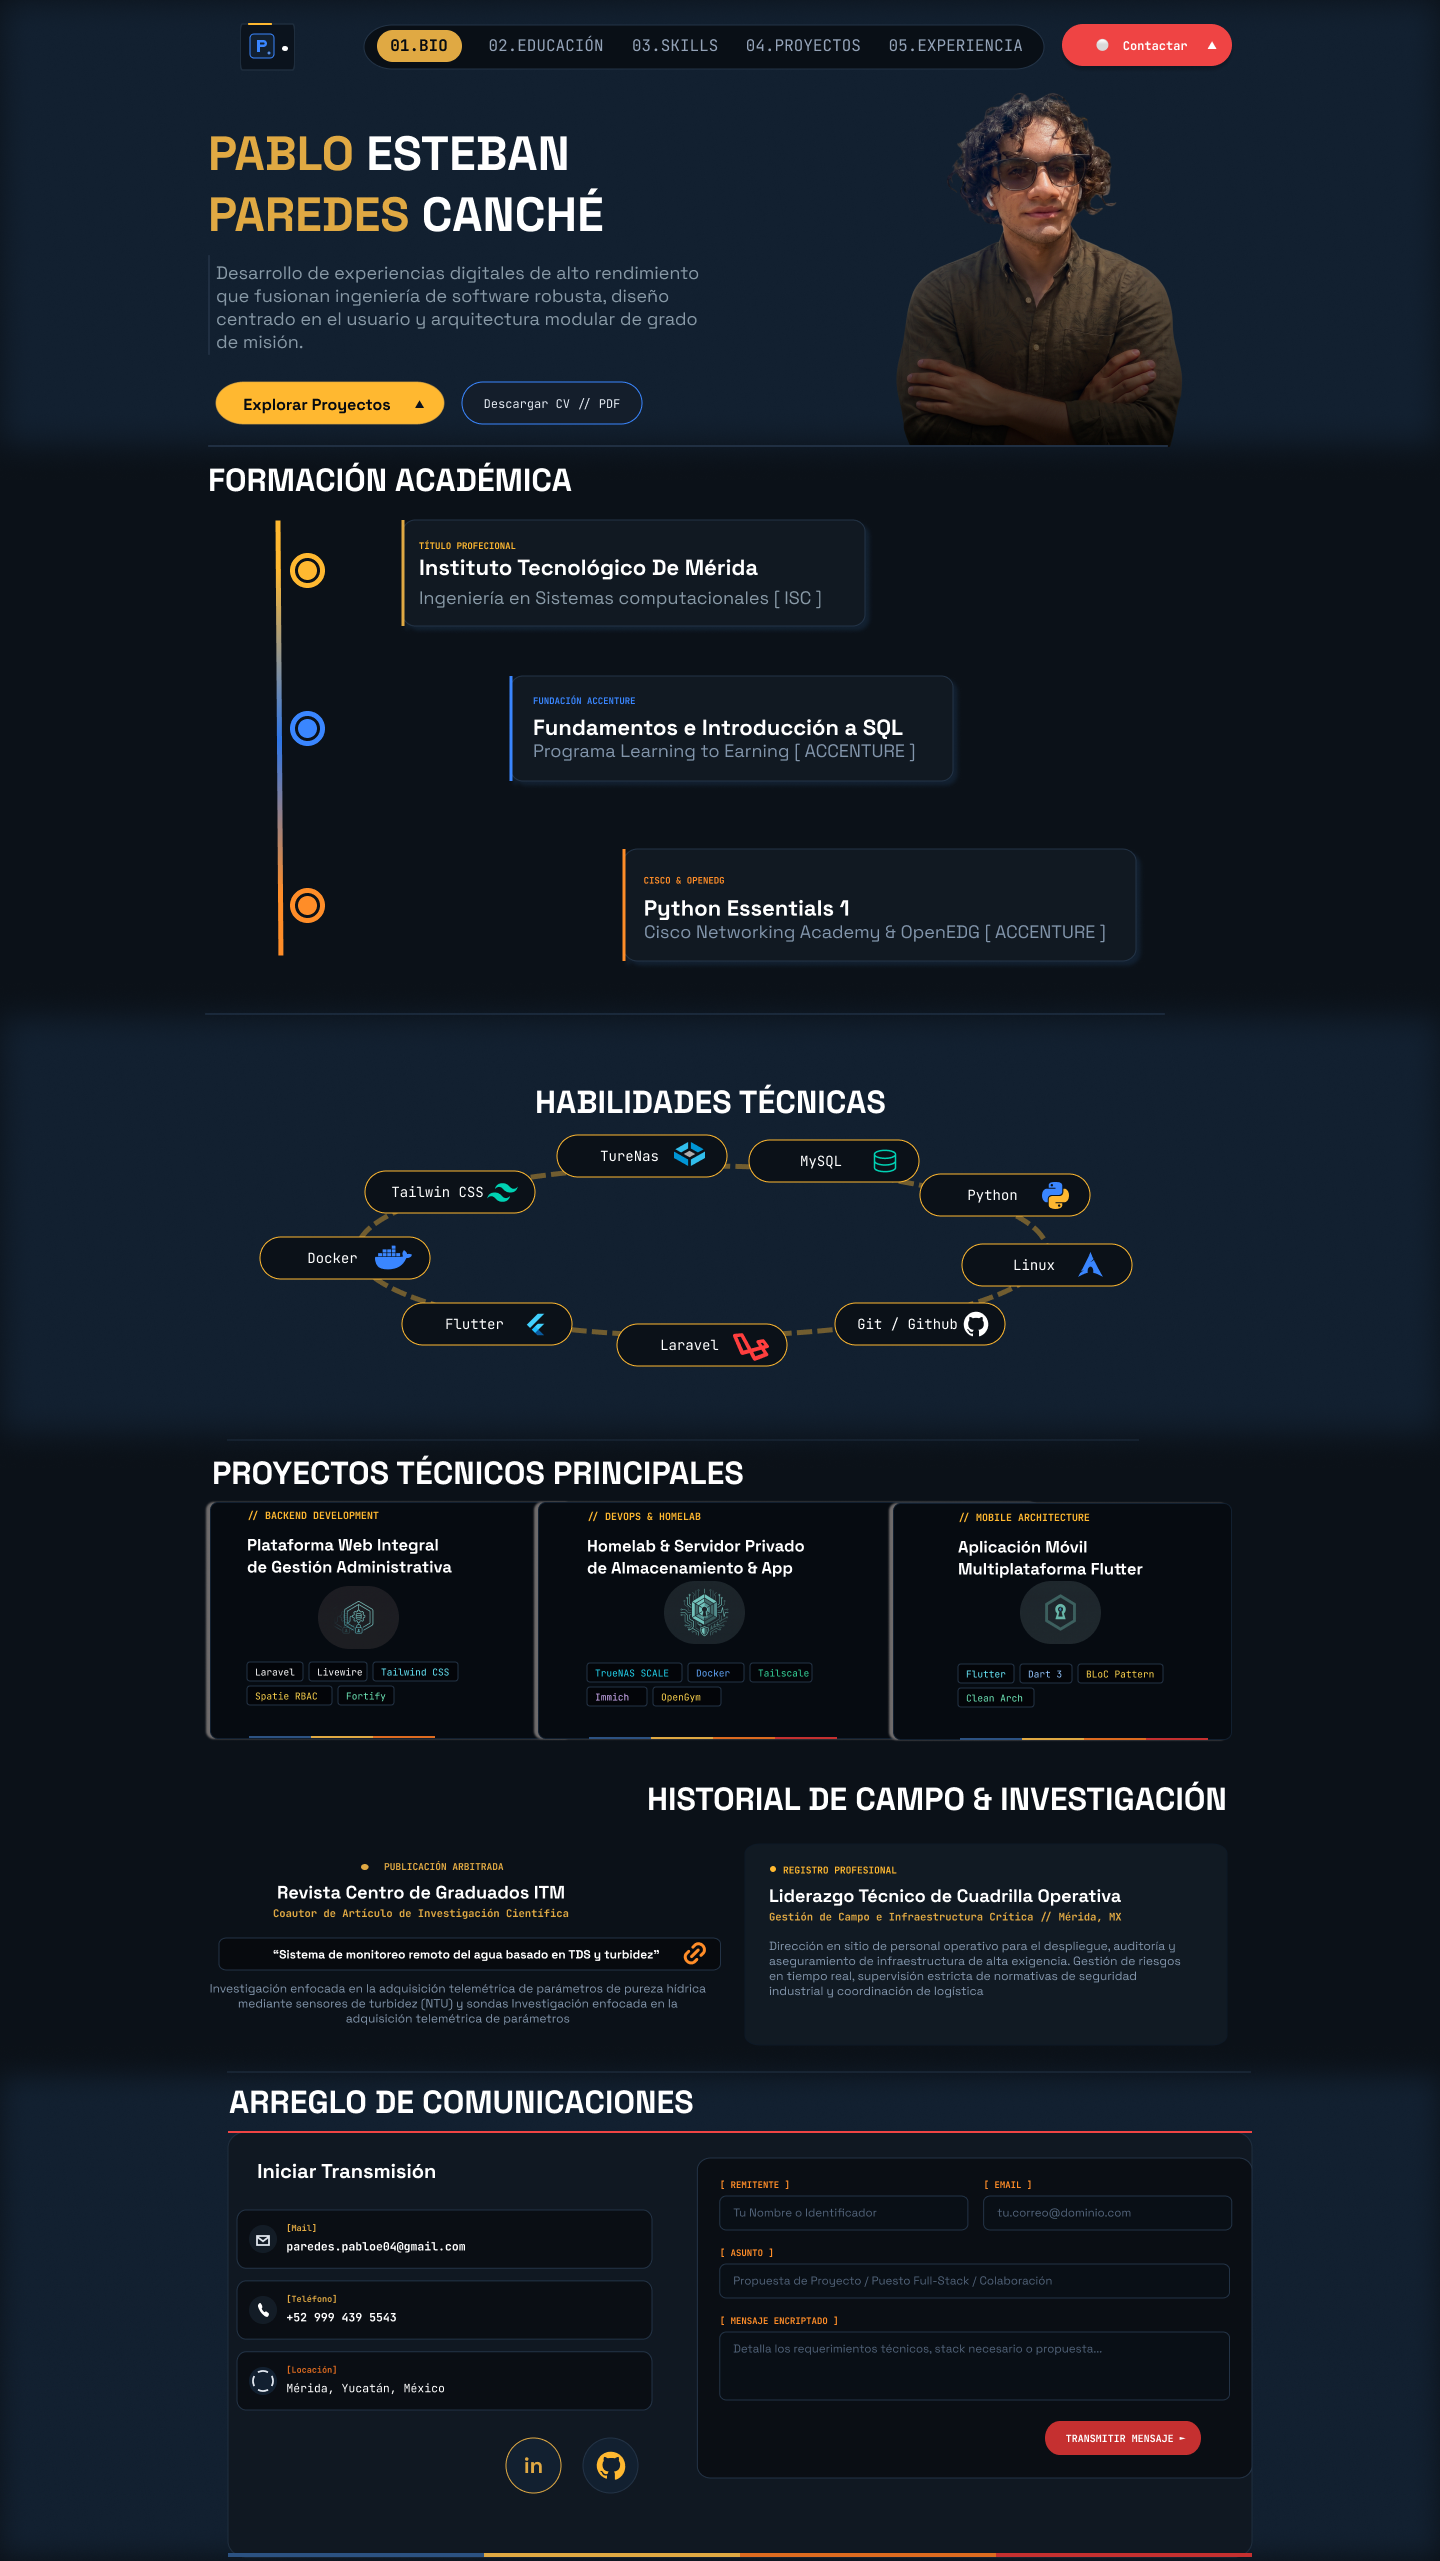 P.
01.BIO
02.EDUCACIÓN
03.SKILLS
04.PROYECTOS
05.EXPERIENCIA
Contactar
PABLO ESTEBAN
PAREDES CANCHÉ
Desarrollo de experiencias digitales de alto rendimiento
que fusionan ingeniería de software robusta, diseño
centrado en el usuario y arquitectura modular de grado
de misión.
Explorar Proyectos
Descargar CV // PDF
FORMACIÓN ACADÉMICA
TÍTULO PROFECIONAL
Instituto Tecnológico De Mérida
Ingeniería en Sistemas computacionales [ ISC ]
FUNDACIÓN ACCENTURE
Fundamentos e Introducción a SQL
Programa Learning to Earning [ ACCENTURE ]
CISCO & OPENEDG
Python Essentials 1
Cisco Networking Academy & OpenEDG [ ACCENTURE ]
HABILIDADES TÉCNICAS
TureNas
MySQL
Tailwin CSS
Python
Docker
Linux
Flutter
Laravel
Git / Github
PROYECTOS TÉCNICOS PRINCIPALES
// BACKEND DEVELOPMENT
Plataforma Web Integral
de Gestión Administrativa
Laravel
Livewire
Tailwind CSS
Spatie RBAC
Fortify
// DEVOPS & HOMELAB
Homelab & Servidor Privado
de Almacenamiento & App
TrueNAS SCALE
Docker
Tailscale
Immich
OpenGym
// MOBILE ARCHITECTURE
Aplicación Móvil
Multiplataforma Flutter
Flutter
Dart 3
BLoC Pattern
Clean Arch
HISTORIAL DE CAMPO & INVESTIGACIÓN
PUBLICACIÓN ARBITRADA
Revista Centro de Graduados ITM
Coautor de Artículo de Investigación Científica
“Sistema de monitoreo remoto del agua basado en TDS y turbidez”
Investigación enfocada en la adquisición telemétrica de parámetros de pureza hídrica
mediante sensores de turbidez (NTU) y sondas Investigación enfocada en la
adquisición telemétrica de parámetros
REGISTRO PROFESIONAL
Liderazgo Técnico de Cuadrilla Operativa
Gestión de Campo e Infraestructura Crítica // Mérida, MX
Dirección en sitio de personal operativo para el despliegue, auditoría y
aseguramiento de infraestructura de alta exigencia. Gestión de riesgos
en tiempo real, supervisión estricta de normativas de seguridad
industrial y coordinación de logística
ARREGLO DE COMUNICACIONES
Iniciar Transmisión
[Mail]
paredes.pabloe04@gmail.com
[Teléfono]
+52 999 439 5543
[Locación]
Mérida, Yucatán, México
in
[ REMITENTE ]
[ EMAIL ]
Tu Nombre o Identificador
tu.correo@dominio.com
[ ASUNTO ]
Propuesta de Proyecto / Puesto Full-Stack / Colaboración
[ MENSAJE ENCRIPTADO ]
Detalla los requerimientos técnicos, stack necesario o propuesta...
TRANSMITIR MENSAJE